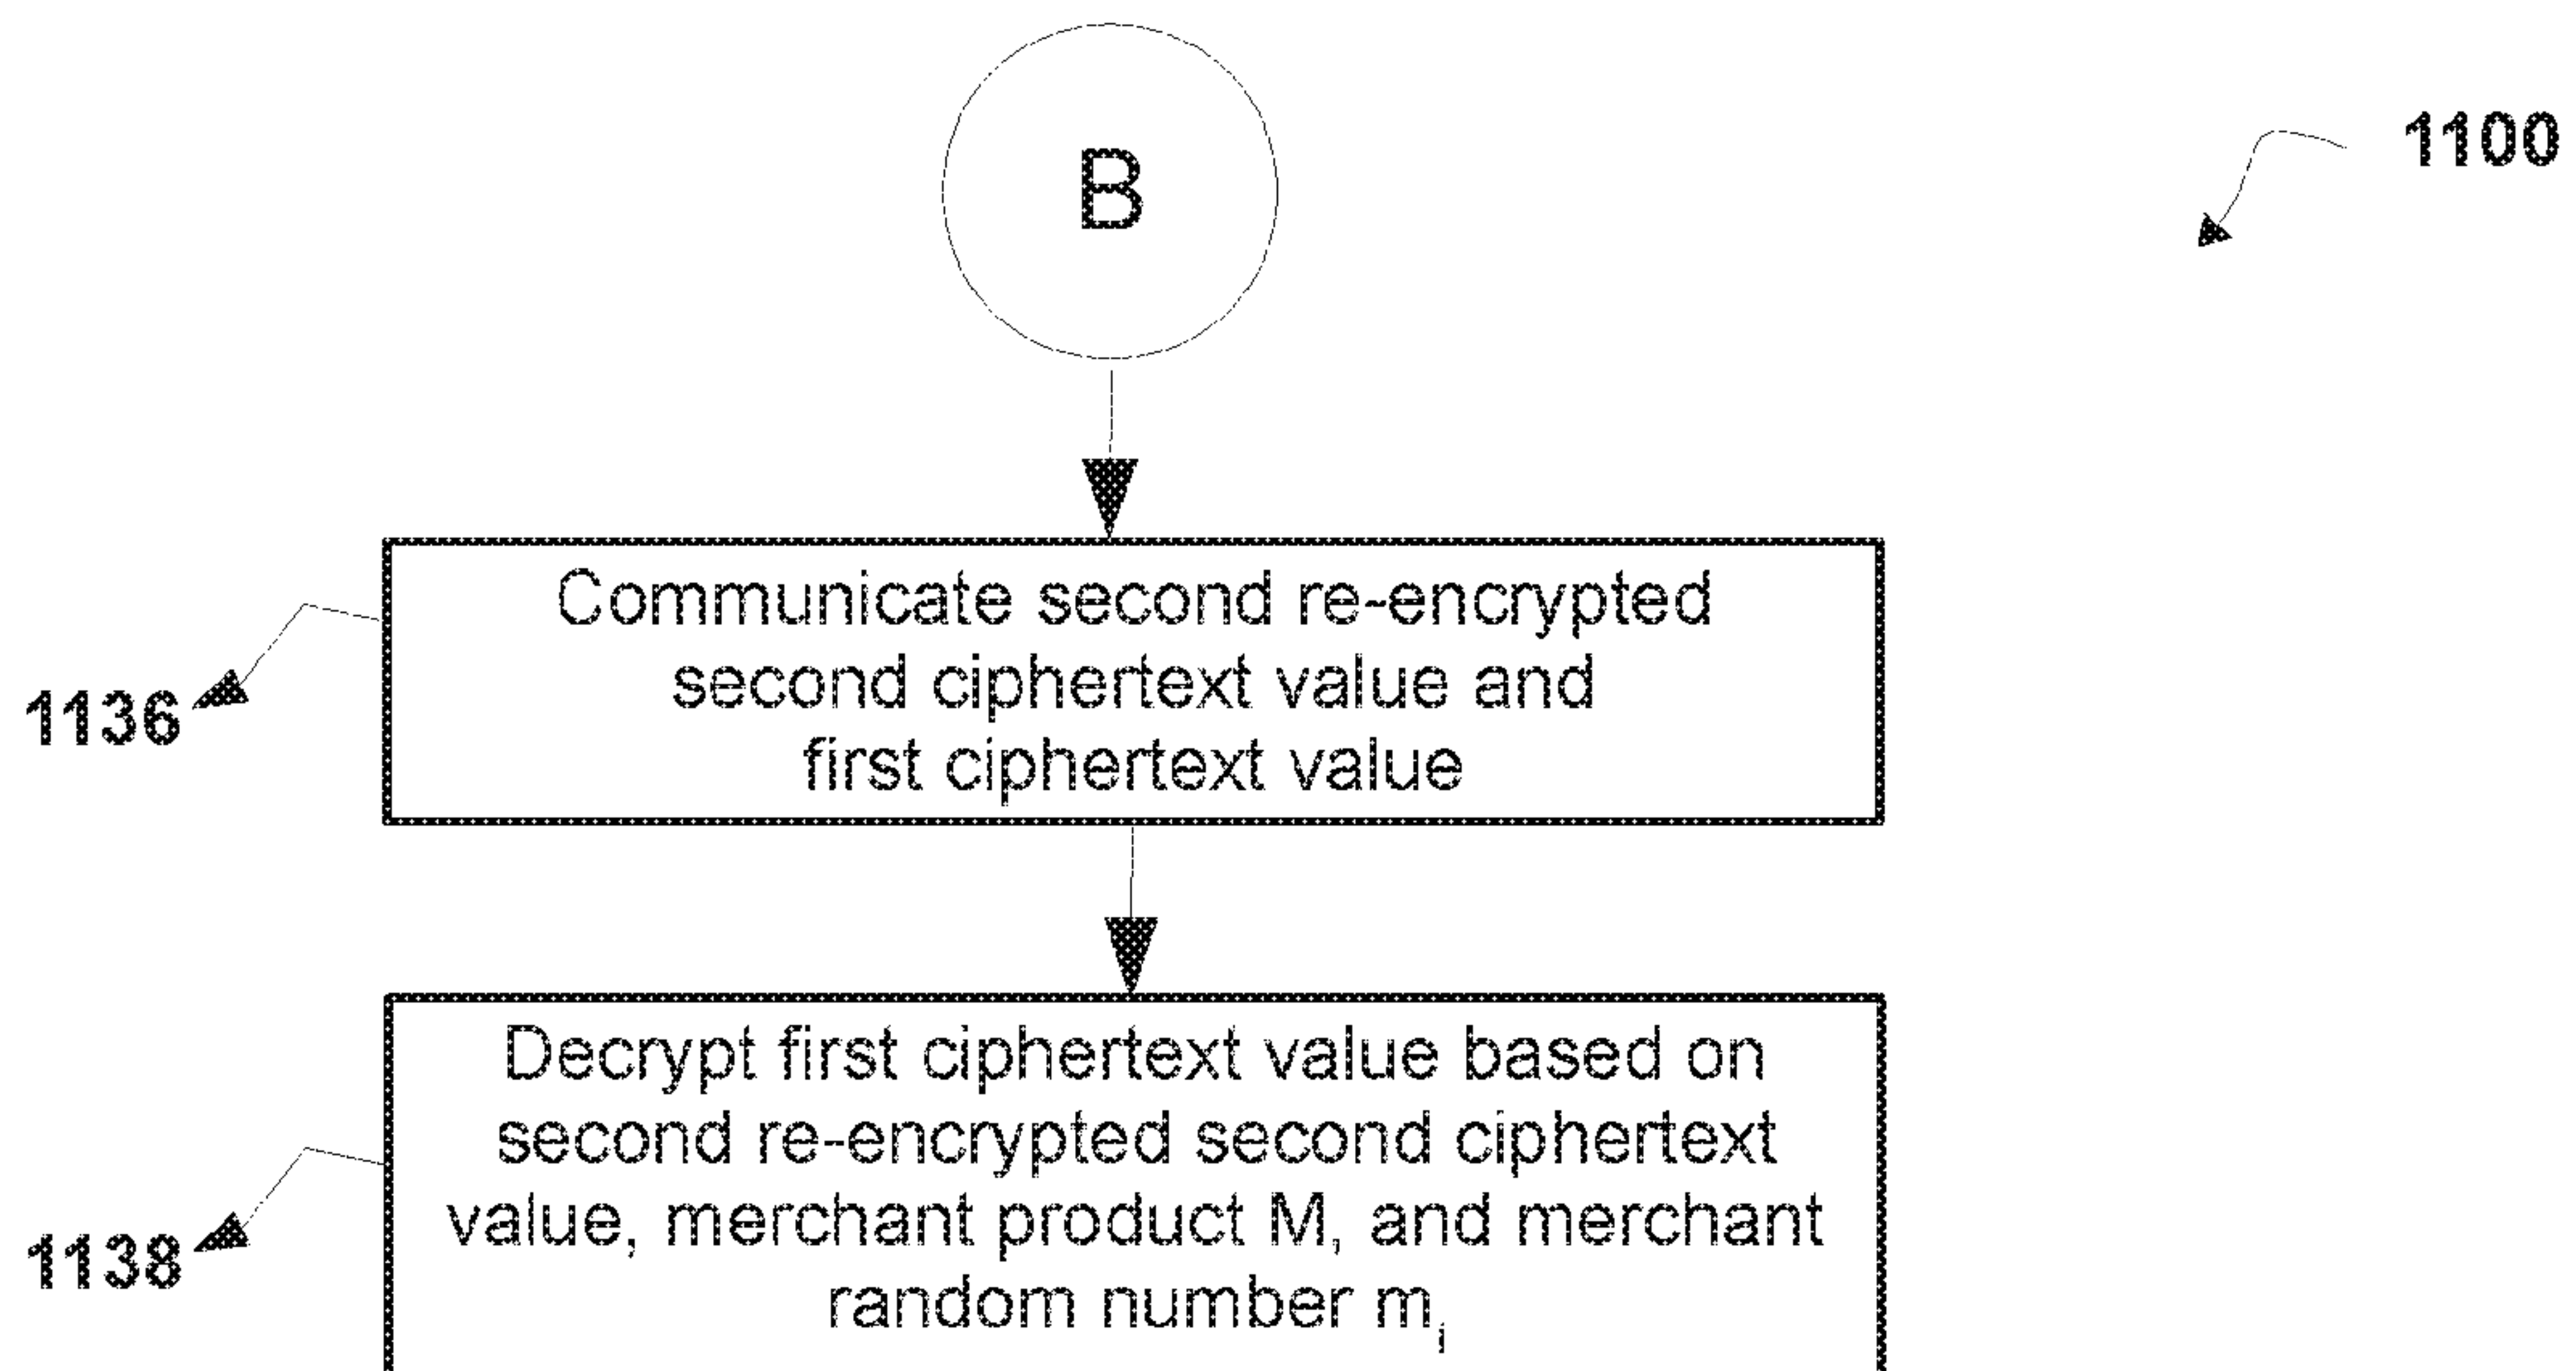 B
1100
Communicate second re-encrypted
second ciphertext value and
first ciphertext value
1136
Decrypt first ciphertext value based on
second re-encrypted second ciphertext
value, merchant product M, and merchant
random number mᵢ
1138